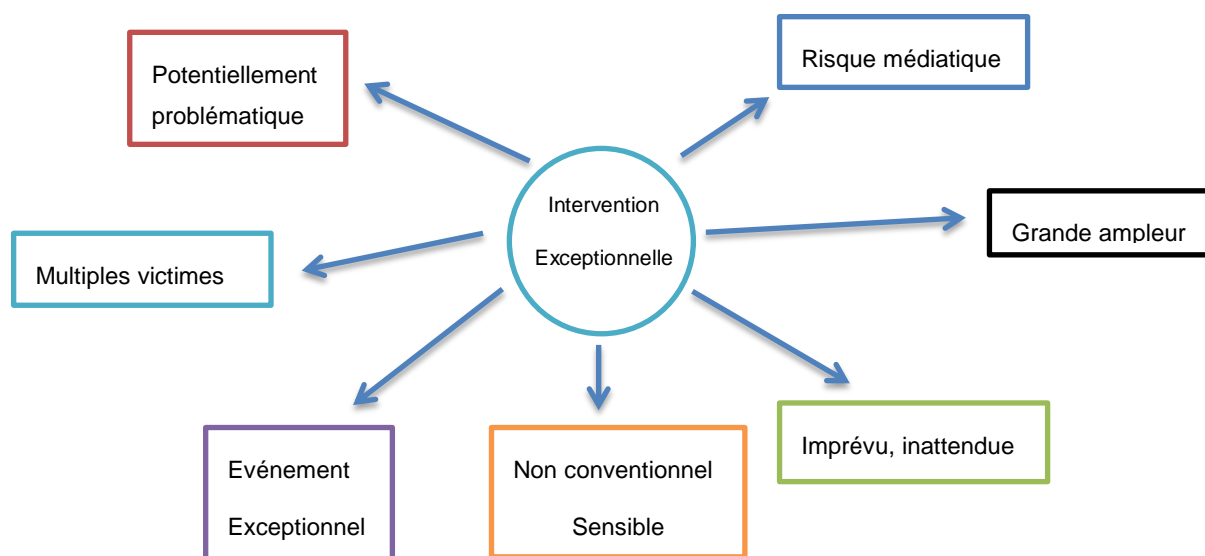 Potentiellement
problématique
Risque médiatique
Intervention
Exceptionnelle
Grande ampleur
Multiples victimes
Imprévu, inattendue
Evénement
Exceptionnel
Non conventionnel
Sensible